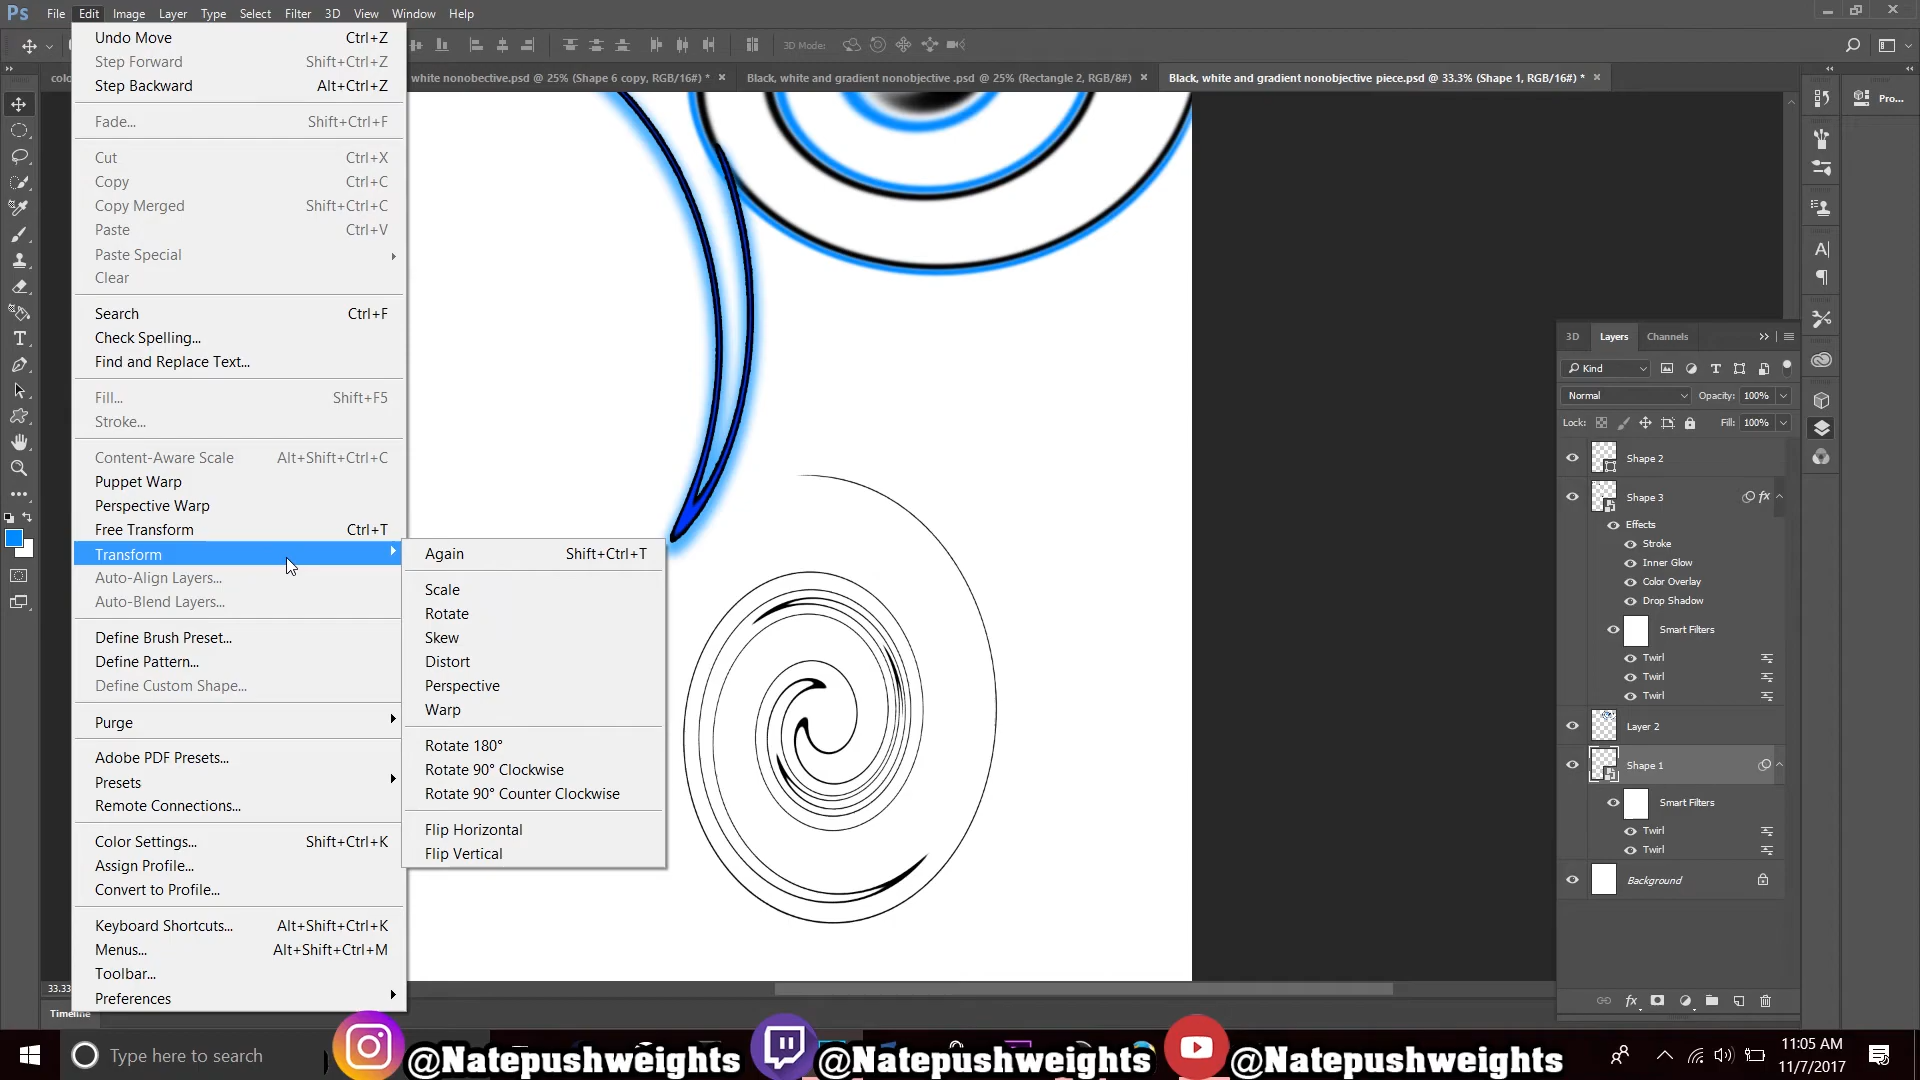 Ps File Edit Image Layer Type Select Filter 3D View Window Help
3D Mode:
white nonobective.psd @ 25% (Shape 6 copy, RGB/16#) *
Black, white and gradient nonobjective .psd @ 25% (Rectangle 2, RGB/8#)
Black, white and gradient nonobjective piece.psd @ 33.3% (Shape 1, RGB/16#) *
Undo Move Ctrl+Z
Step Forward Shift+Ctrl+Z
Step Backward Alt+Ctrl+Z
Fade... Shift+Ctrl+F
Cut Ctrl+X
Copy Ctrl+C
Copy Merged Shift+Ctrl+C
Paste Ctrl+V
Paste Special
Clear
Search Ctrl+F
Check Spelling...
Find and Replace Text...
Fill... Shift+F5
Stroke...
Content-Aware Scale Alt+Shift+Ctrl+C
Puppet Warp
Perspective Warp
Free Transform Ctrl+T
Transform
Auto-Align Layers...
Auto-Blend Layers...
Define Brush Preset...
Define Pattern...
Define Custom Shape...
Purge
Adobe PDF Presets...
Presets
Remote Connections...
Color Settings... Shift+Ctrl+K
Assign Profile...
Convert to Profile...
Keyboard Shortcuts... Alt+Shift+Ctrl+K
Menus... Alt+Shift+Ctrl+M
Toolbar...
Preferences
Again Shift+Ctrl+T
Scale
Rotate
Skew
Distort
Perspective
Warp
Rotate 180°
Rotate 90° Clockwise
Rotate 90° Counter Clockwise
Flip Horizontal
Flip Vertical
Pro...
3D Layers Channels
Kind
Normal Opacity: 100%
Lock: Fill: 100%
Shape 2
Shape 3 fx
Effects
Stroke
Inner Glow
Color Overlay
Drop Shadow
Smart Filters
Twirl
Twirl
Twirl
Layer 2
Shape 1
Smart Filters
Twirl
Twirl
Background
fx
33.33
Timeline
Type here to search
@Natepushweights @Natepushweights @Natepushweights
11:05 AM
11/7/2017